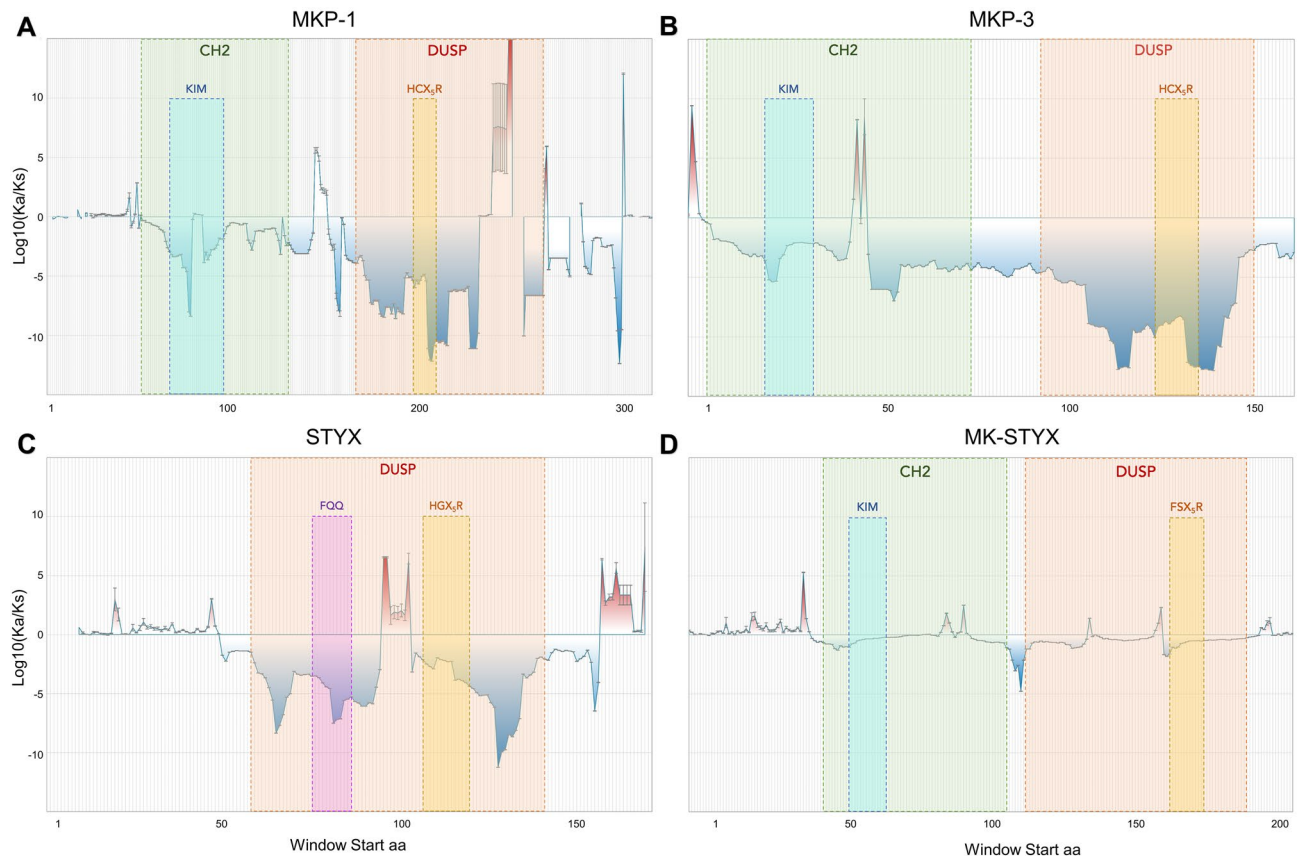 A MKP-1
B MKP-3
CH2 DUSP
CH2 DUSP
KIM HCX₅R
KIM HCX₅R
Log10(Ka/Ks)
10
5
0
-5
-10
1 100 200 300
1 50 100 150
C STYX
D MK-STYX
DUSP
CH2 DUSP
FQQ HGX₅R
KIM FSX₅R
Log10(Ka/Ks)
10
5
0
-5
-10
1 50 100 150
1 50 100 150 200
Window Start aa
Window Start aa